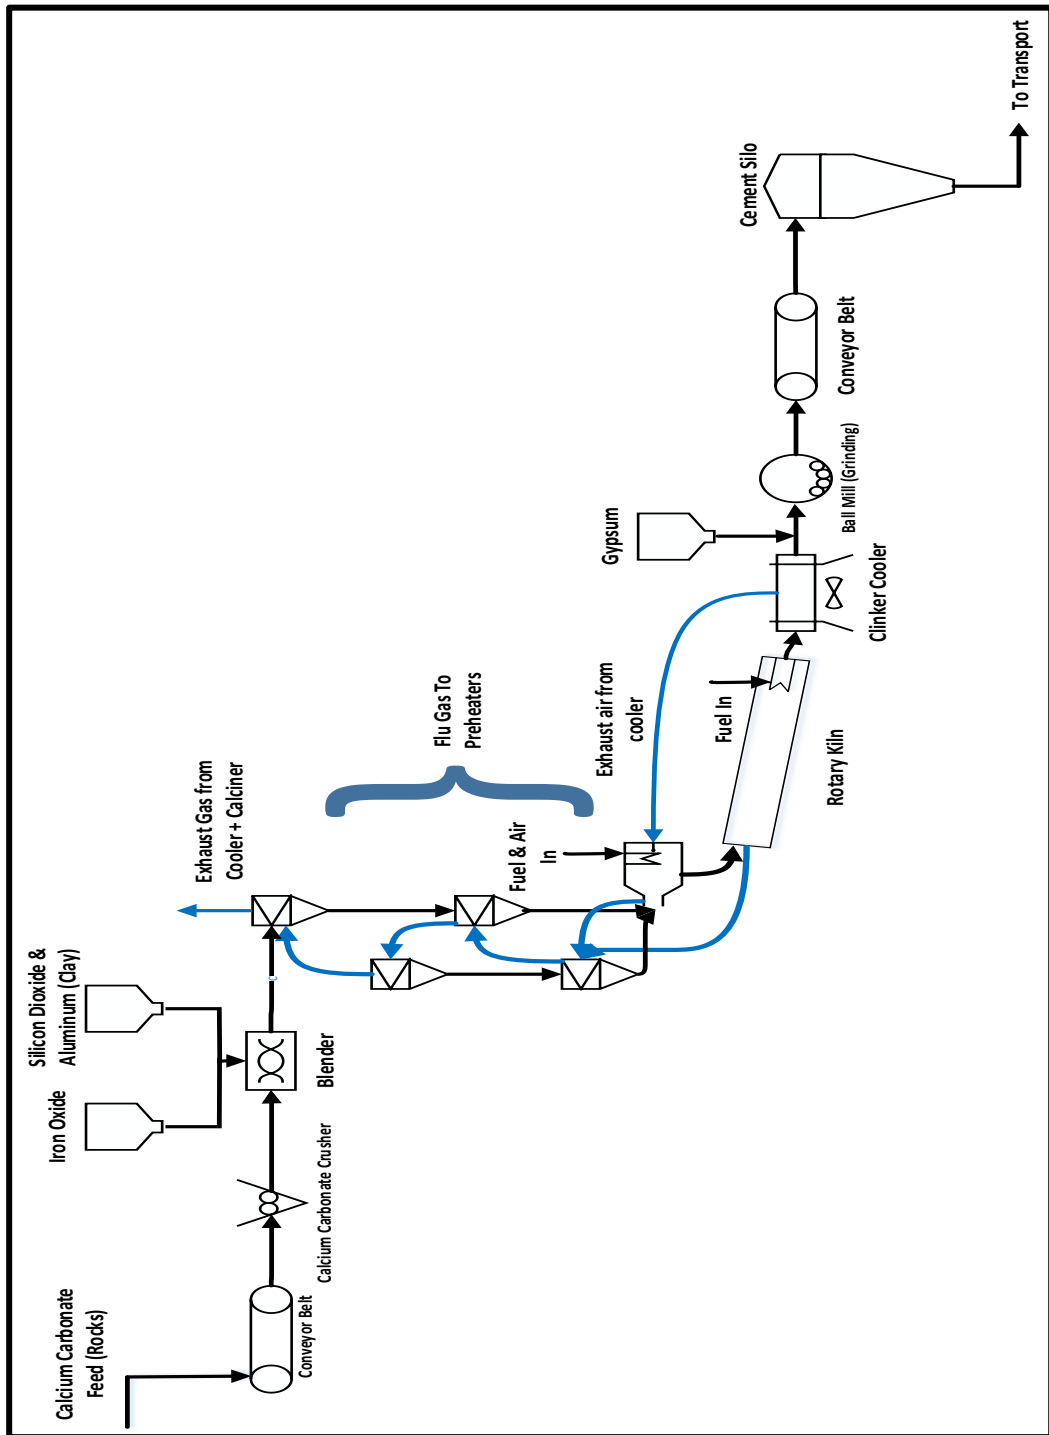 Calcium Carbonate
Feed (Rocks)
Conveyor Belt
Calcium Carbonate Crusher
Iron Oxide
Silicon Dioxide &
Aluminum (Clay)
Blender
Exhaust Gas from
Cooler + Calciner
Flu Gas To
Preheaters
Fuel & Air
In
Exhaust air from
cooler
Fuel In
Rotary Kiln
Gypsum
Clinker Cooler
Ball Mill (Grinding)
Conveyor Belt
Cement Silo
To Transport